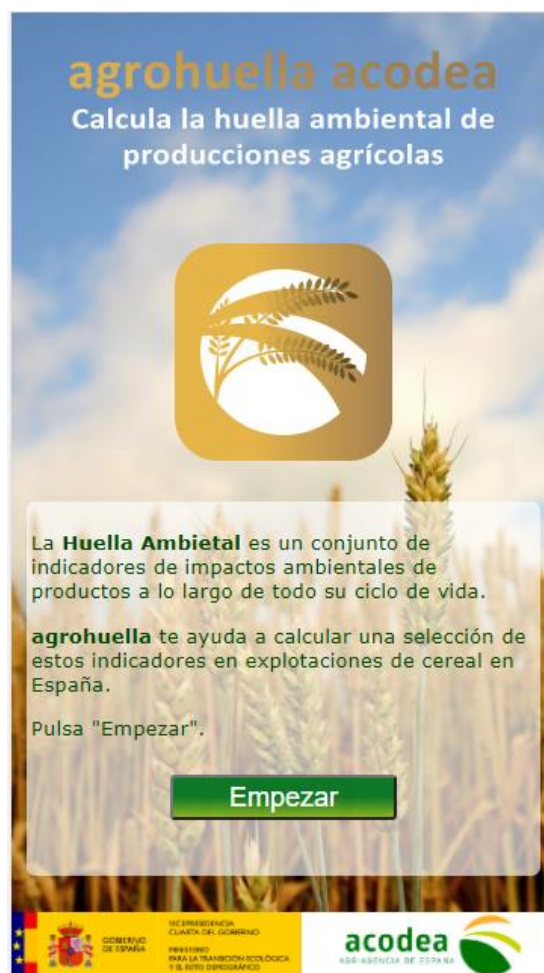 agrohuella acodea
Calcula la huella ambiental de
producciones agrícolas
La Huella Ambietal es un conjunto de
indicadores de impactos ambientales de
productos a lo largo de todo su ciclo de vida.
agrohuella te ayuda a calcular una selección de
estos indicadores en explotaciones de cereal en
España.
Pulsa "Empezar".
Empezar
GOBIERNO
DE ESPAÑA
VICEPRESIDENCIA
CUARTA DEL GOBIERNO
MINISTERIO
PARA LA TRANSICIÓN ECOLÓGICA
Y EL RETO DEMOGRÁFICO
acodea
AGRIAGENCIA DE ESPAÑA